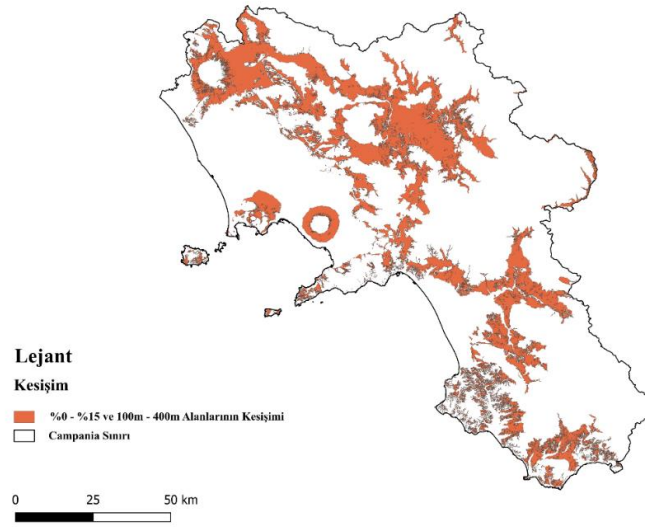 Lejant
Kesişim
%0 - %15 ve 100m - 400m Alanlarının Kesişimi
Campania Sınırı
0 25 50 km